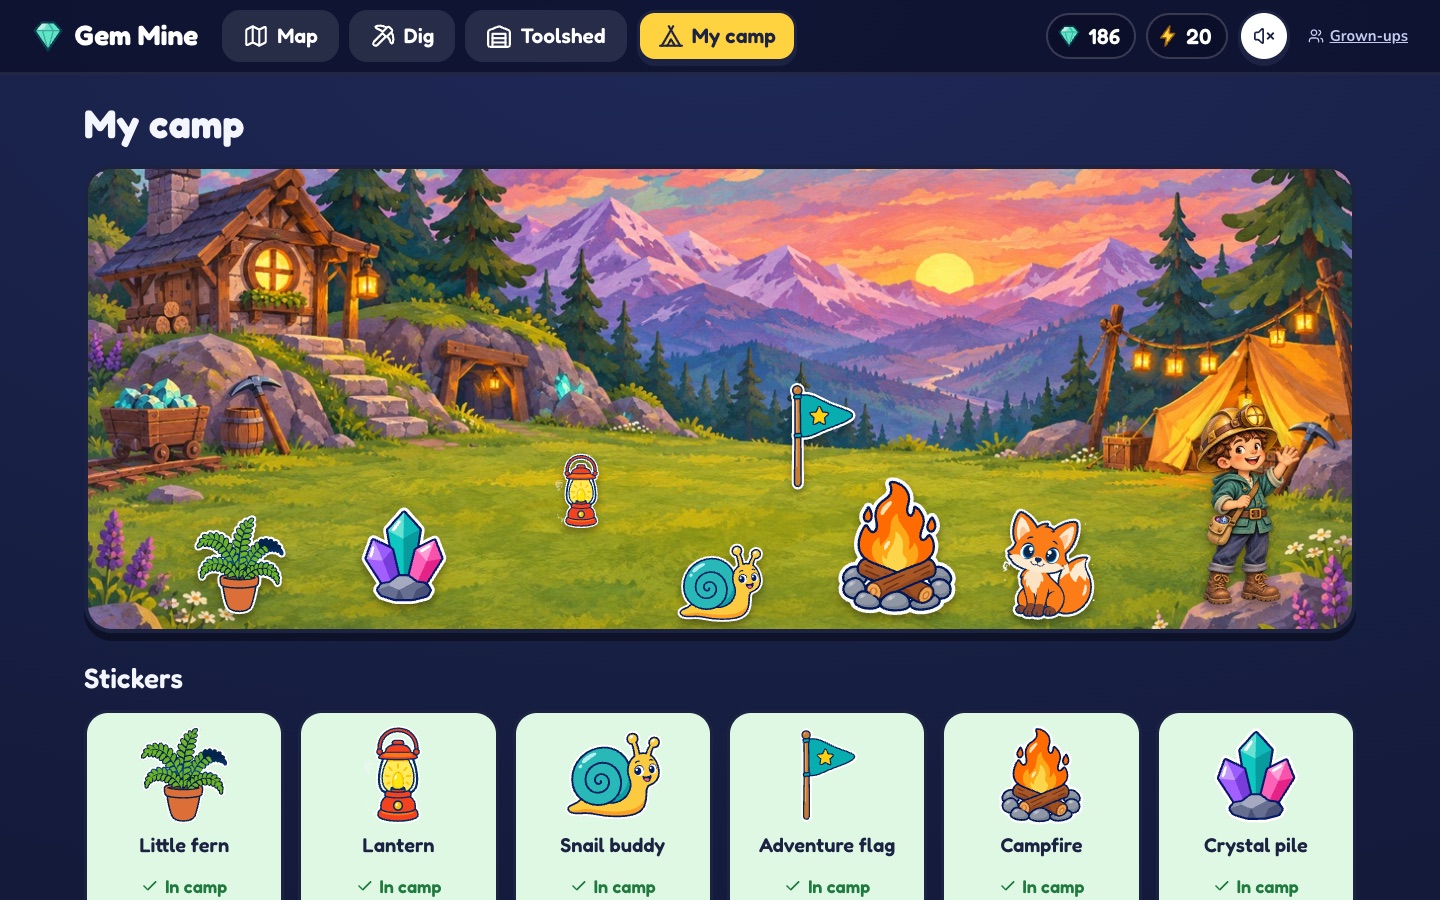 Gem Mine
Map
Dig
Toolshed
My camp
186
20
Grown-ups
My camp
Stickers
Little fern
Lantern
Snail buddy
Adventure flag
Campfire
Crystal pile
In camp
In camp
In camp
In camp
In camp
In camp